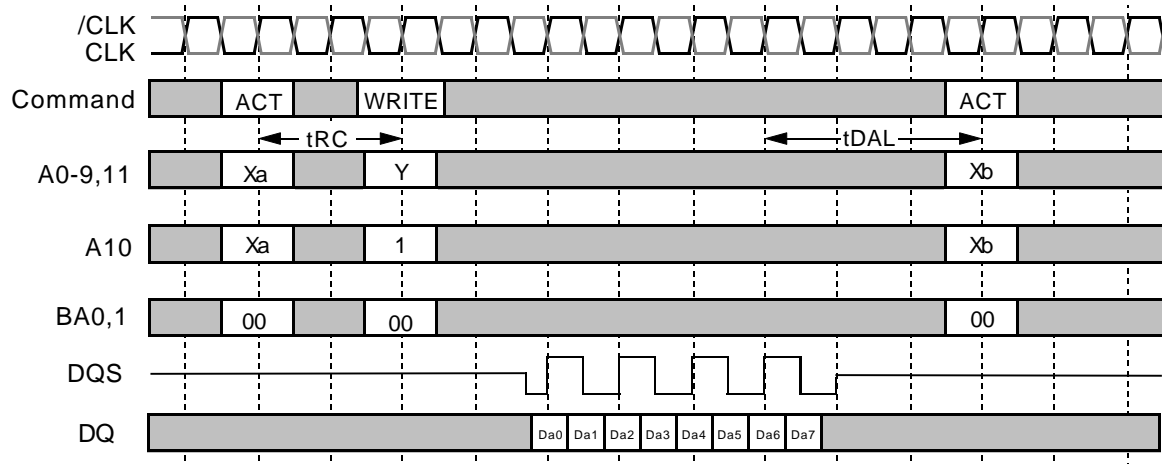 /CLK
CLK
Command ACT WRITE ACT
tRC tDAL
A0-9,11 Xa Y Xb
A10 Xa 1 Xb
BA0,1 00 00 00
DQS
DQ Da0 Da1 Da2 Da3 Da4 Da5 Da6 Da7